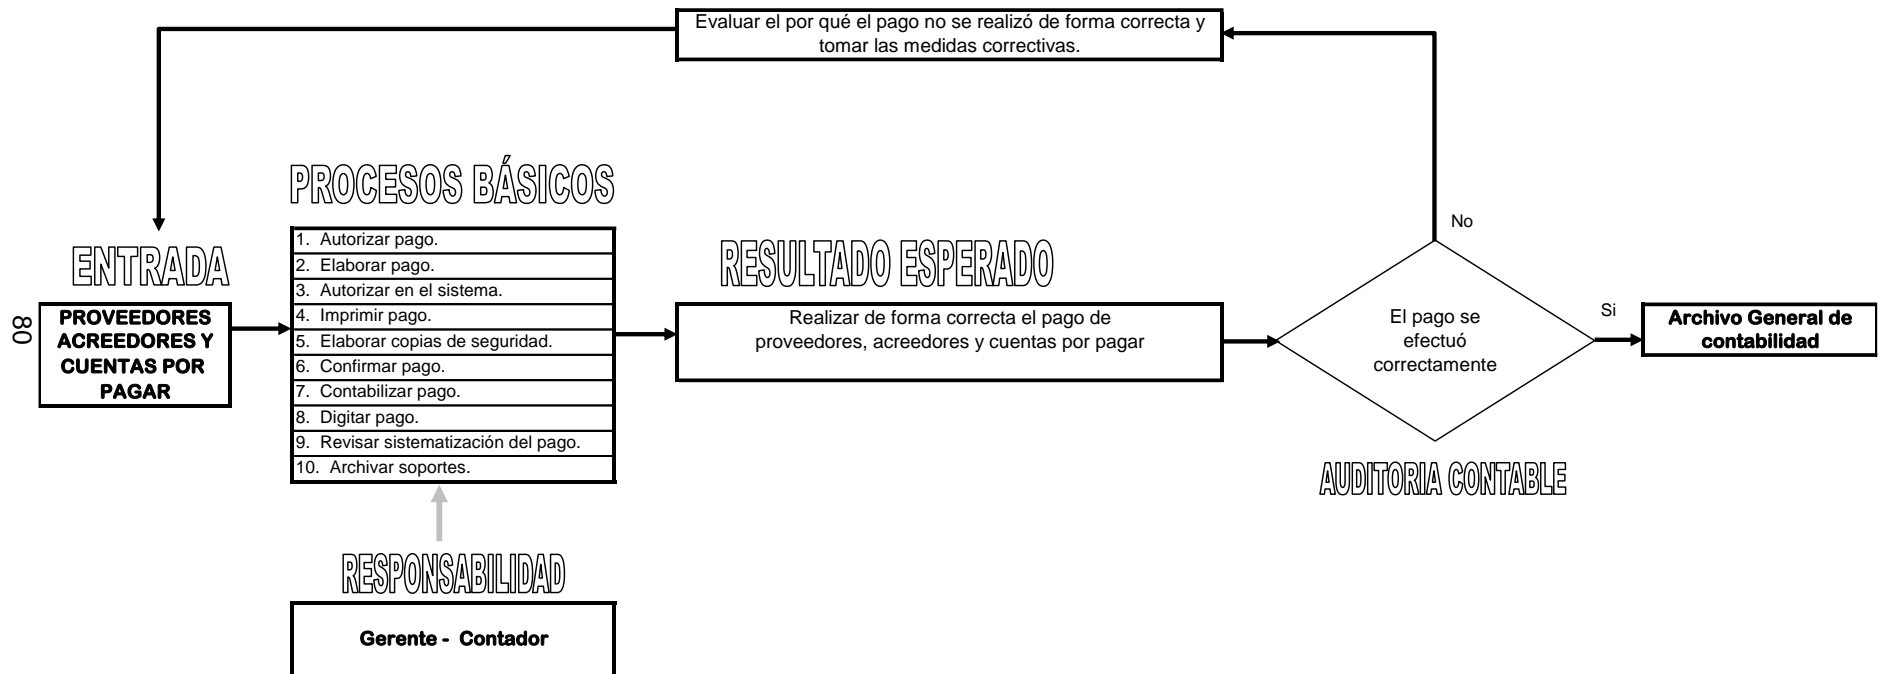 Evaluar el por qué el pago no se realizó de forma correcta y
tomar las medidas correctivas.
PROCESOS BÁSICOS
1. Autorizar pago.
2. Elaborar pago.
3. Autorizar en el sistema.
4. Imprimir pago.
5. Elaborar copias de seguridad.
6. Confirmar pago.
7. Contabilizar pago.
8. Digitar pago.
9. Revisar sistematización del pago.
10. Archivar soportes.
ENTRADA
PROVEEDORES
ACREEDORES Y
CUENTAS POR
PAGAR
80
RESULTADO ESPERADO
Realizar de forma correcta el pago de
proveedores, acreedores y cuentas por pagar
No
El pago se
efectuó
correctamente
Si
Archivo General de
contabilidad
AUDITORIA CONTABLE
RESPONSABILIDAD
Gerente - Contador